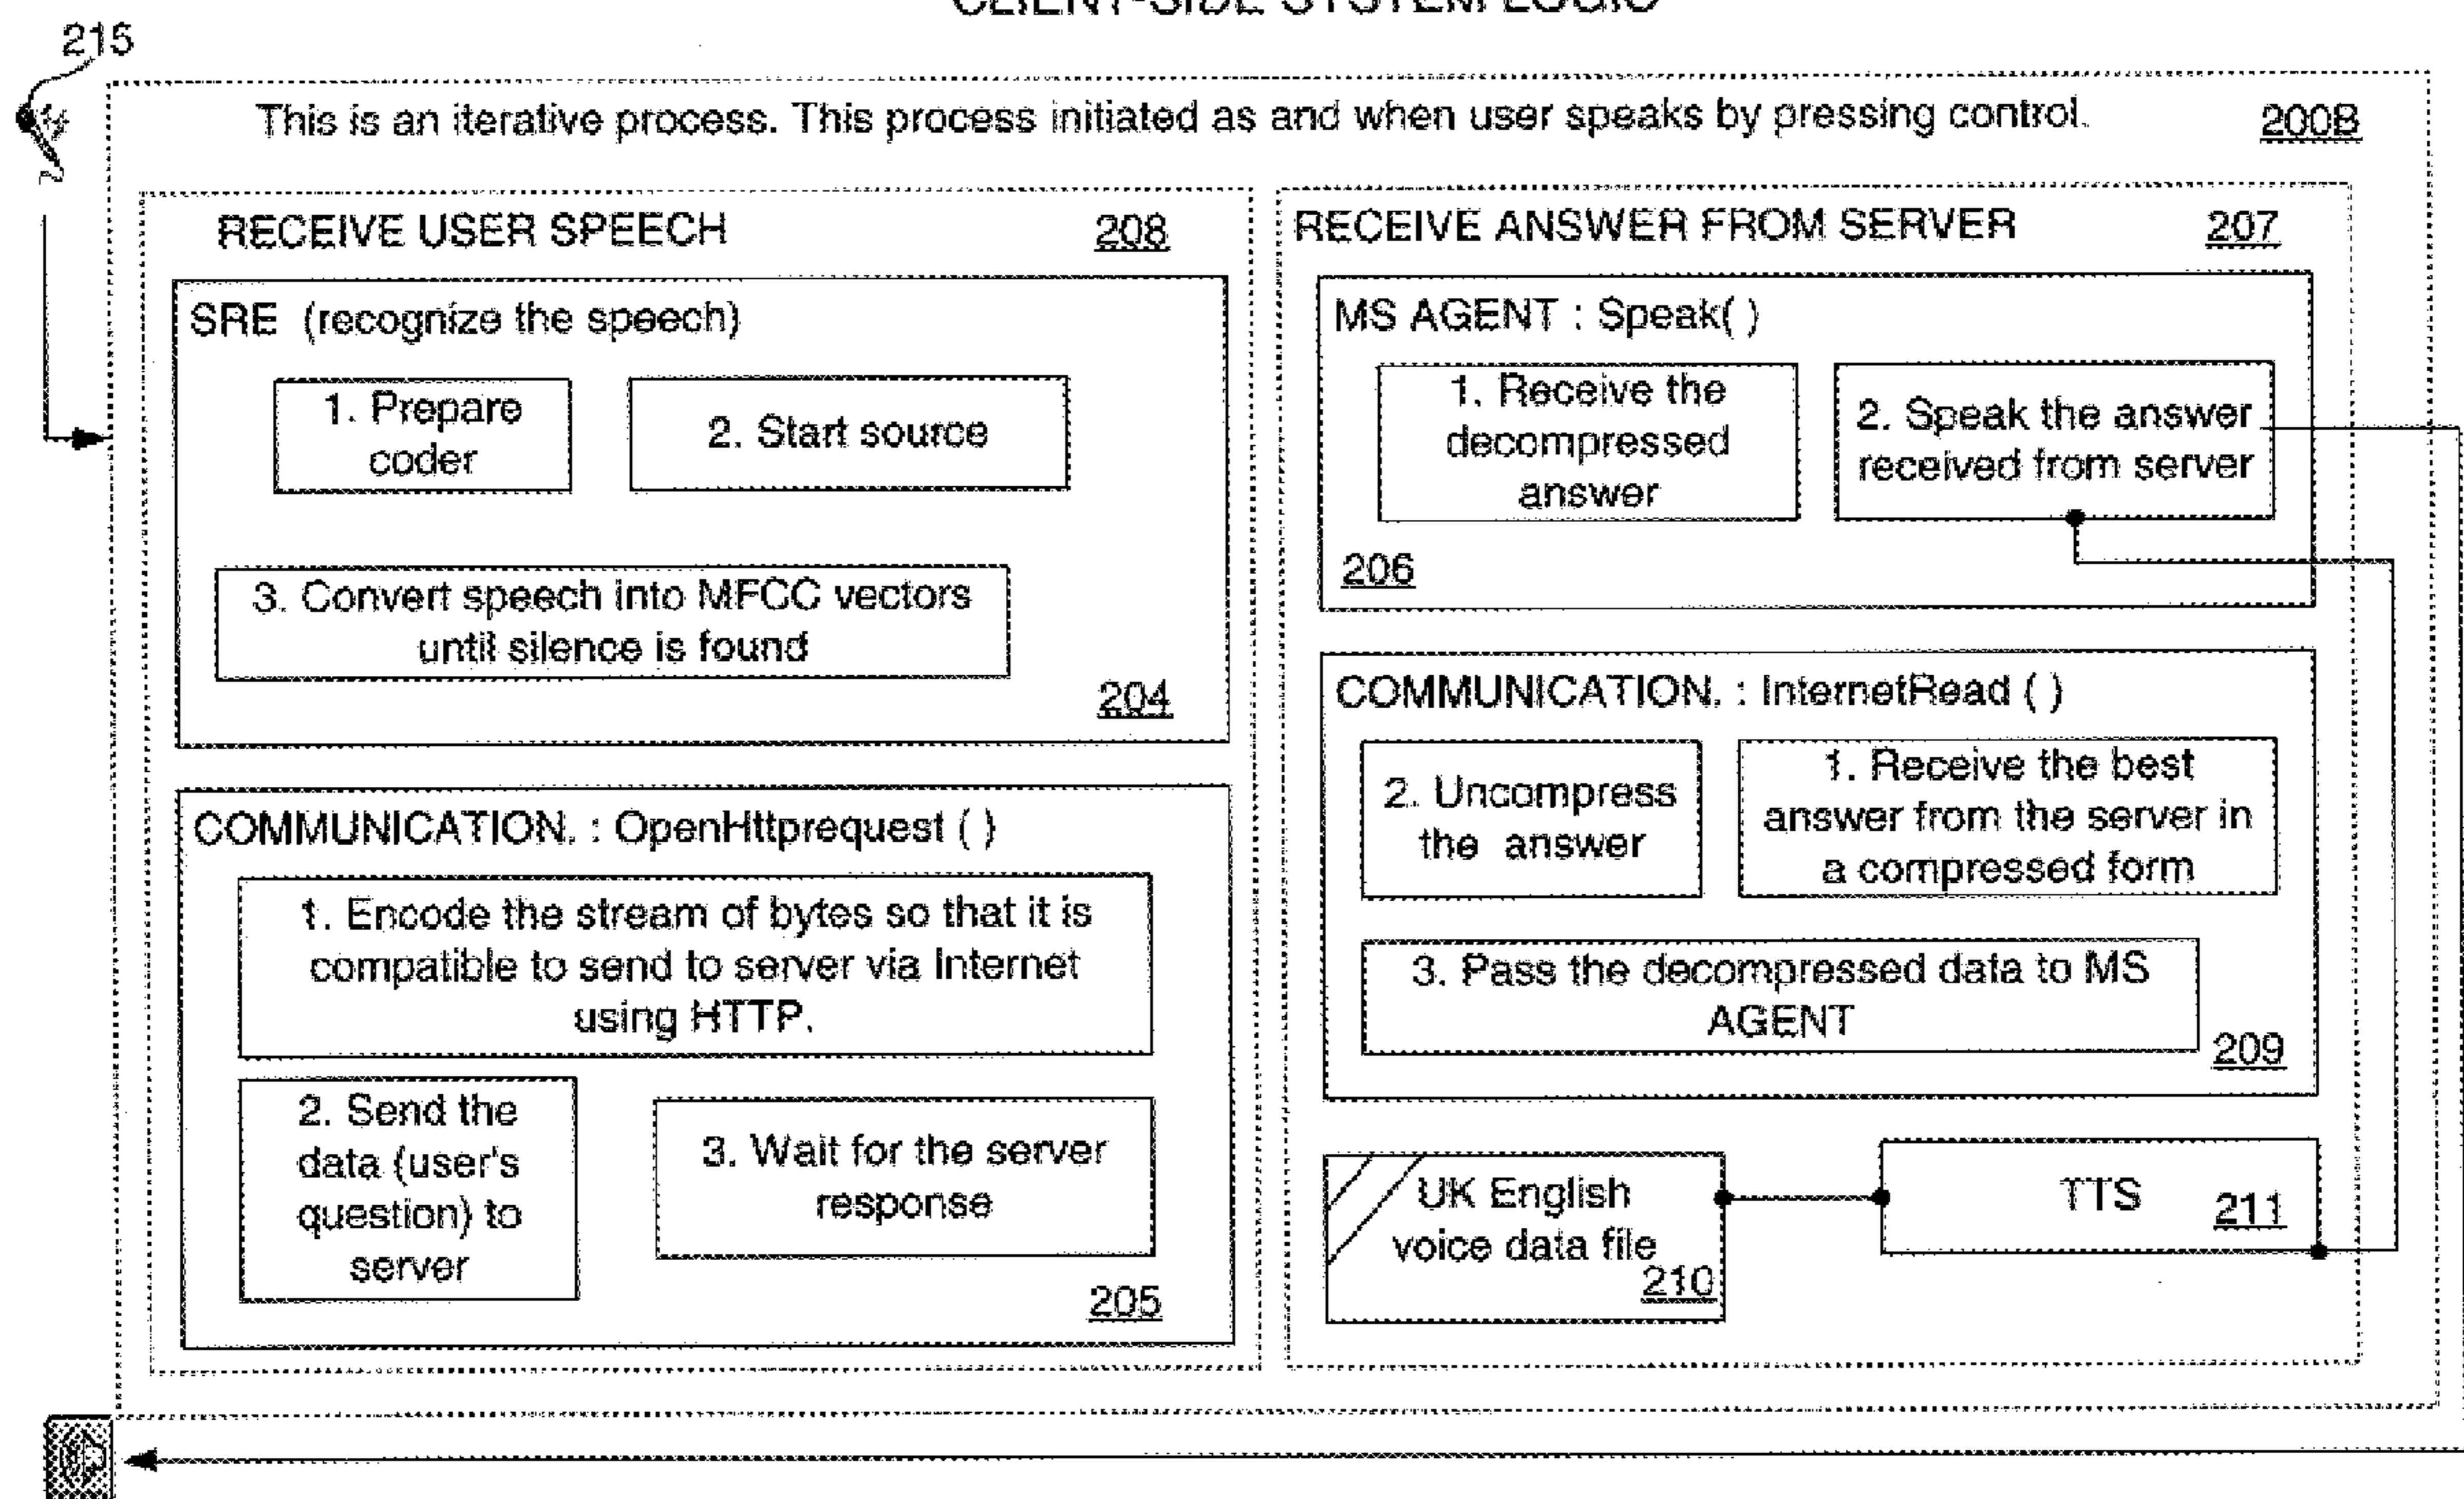 CLIENT-SIDE SYSTEM LOGIC
215
This is an iterative process. This process initiated as and when user speaks by pressing control.
200B
RECEIVE USER SPEECH
208
SRE (recognize the speech)
1. Prepare
coder
2. Start source
3. Convert speech into MFCC vectors
until silence is found
204
COMMUNICATION. : OpenHttprequest ( )
1. Encode the stream of bytes so that it is
compatible to send to server via Internet
using HTTP.
2. Send the
data (user's
question) to
server
3. Wait for the server
response
205
RECEIVE ANSWER FROM SERVER
207
MS AGENT : Speak( )
1. Receive the
decompressed
answer
2. Speak the answer
received from server
206
COMMUNICATION. : InternetRead ( )
2. Uncompress
the answer
1. Receive the best
answer from the server in
a compressed form
3. Pass the decompressed data to MS
AGENT
209
UK English
voice data file
210
TTS
211